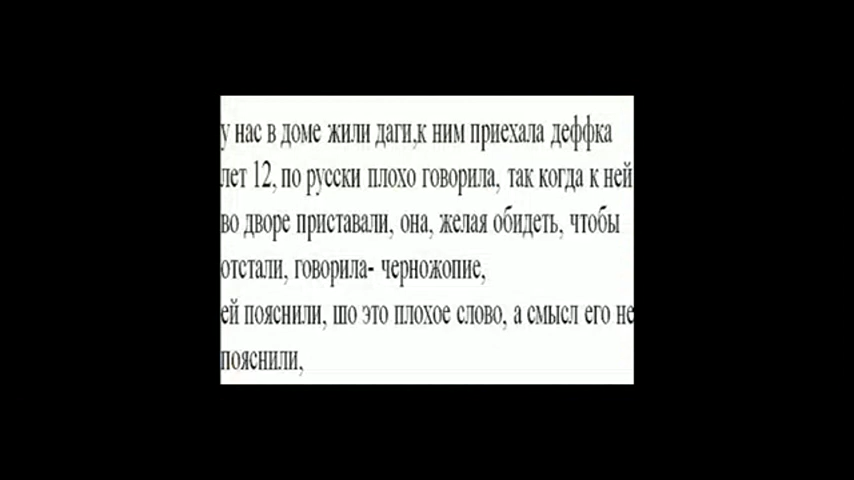 у нас в доме жили даги,к ним приехала деффка
лет 12, по русски плохо говорила, так когда к ней
во дворе приставали, она, желая обидеть, чтобы
отстали, говорила- черножопие,
ей пояснили, шо это плохое слово, а смысл его не
пояснили,